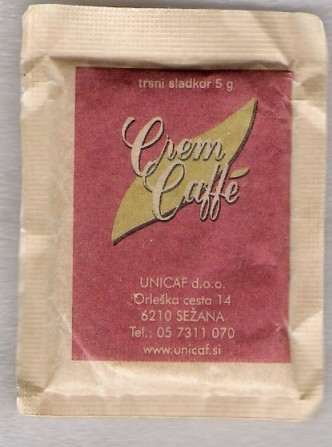 trsni sladkor 5 g
Crem
Caffé
UNICAF d.o.o.
Orleška cesta 14
6210 SEŽANA
Tel.: 05 7311 070
www.unicaf.si